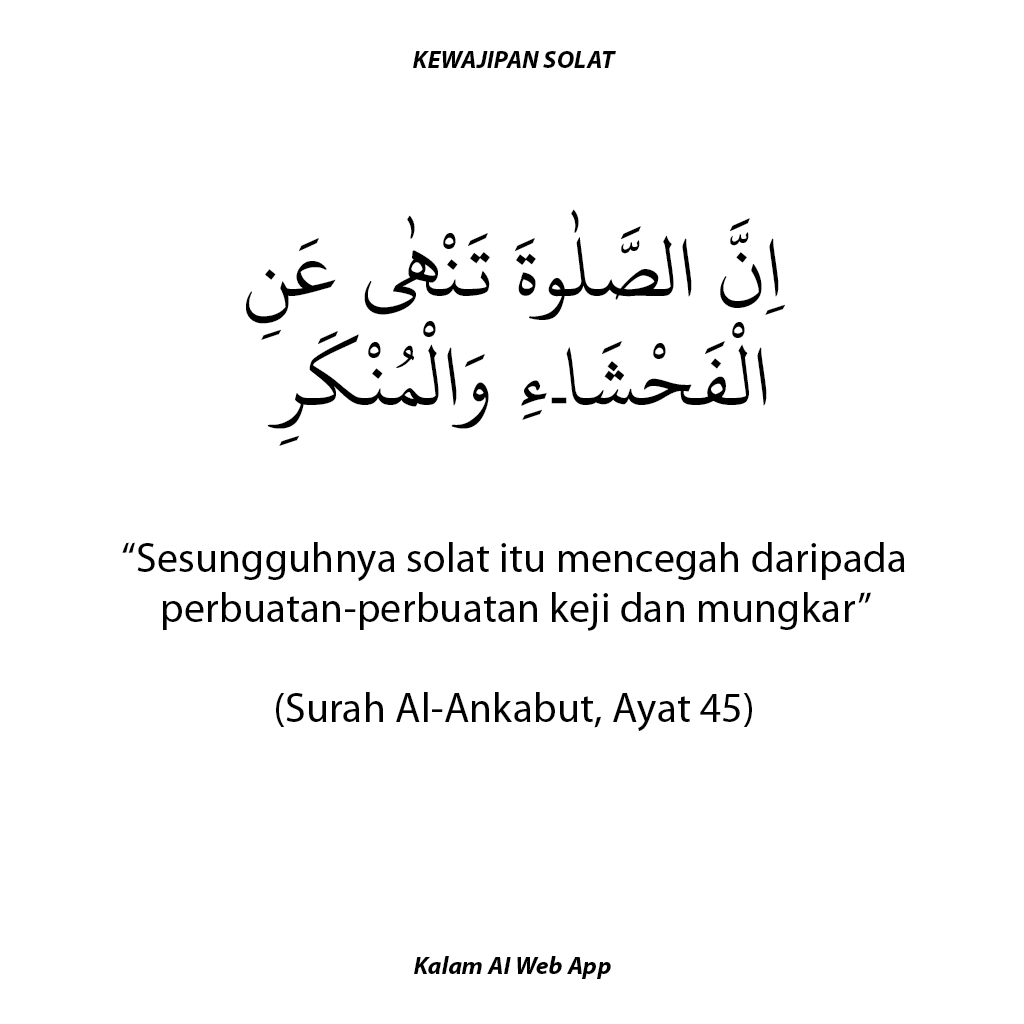 KEWAJIPAN SOLAT
اِنَّ الصَّلٰوةَ تَنْهٰى عَنِ
الْفَحْشَاۤءِ وَالْمُنْكَرِ
“Sesungguhnya solat itu mencegah daripada
perbuatan-perbuatan keji dan mungkar”
(Surah Al-Ankabut, Ayat 45)
Kalam AI Web App